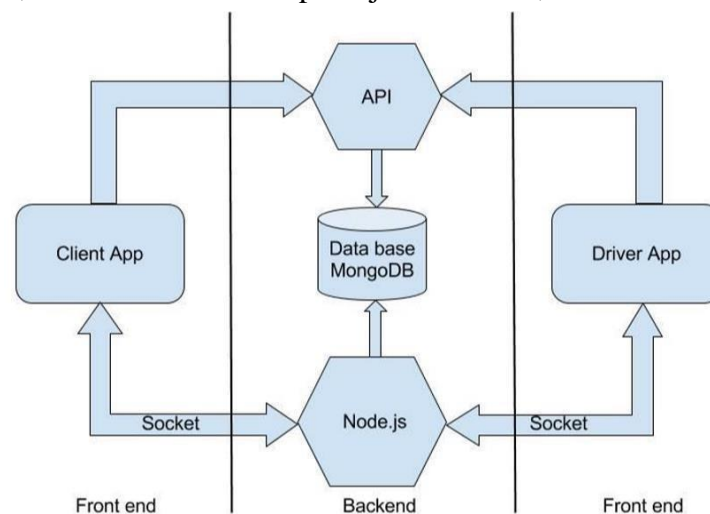 API
Client App
Data base
MongoDB
Driver App
Socket
Node.js
Socket
Front end
Backend
Front end